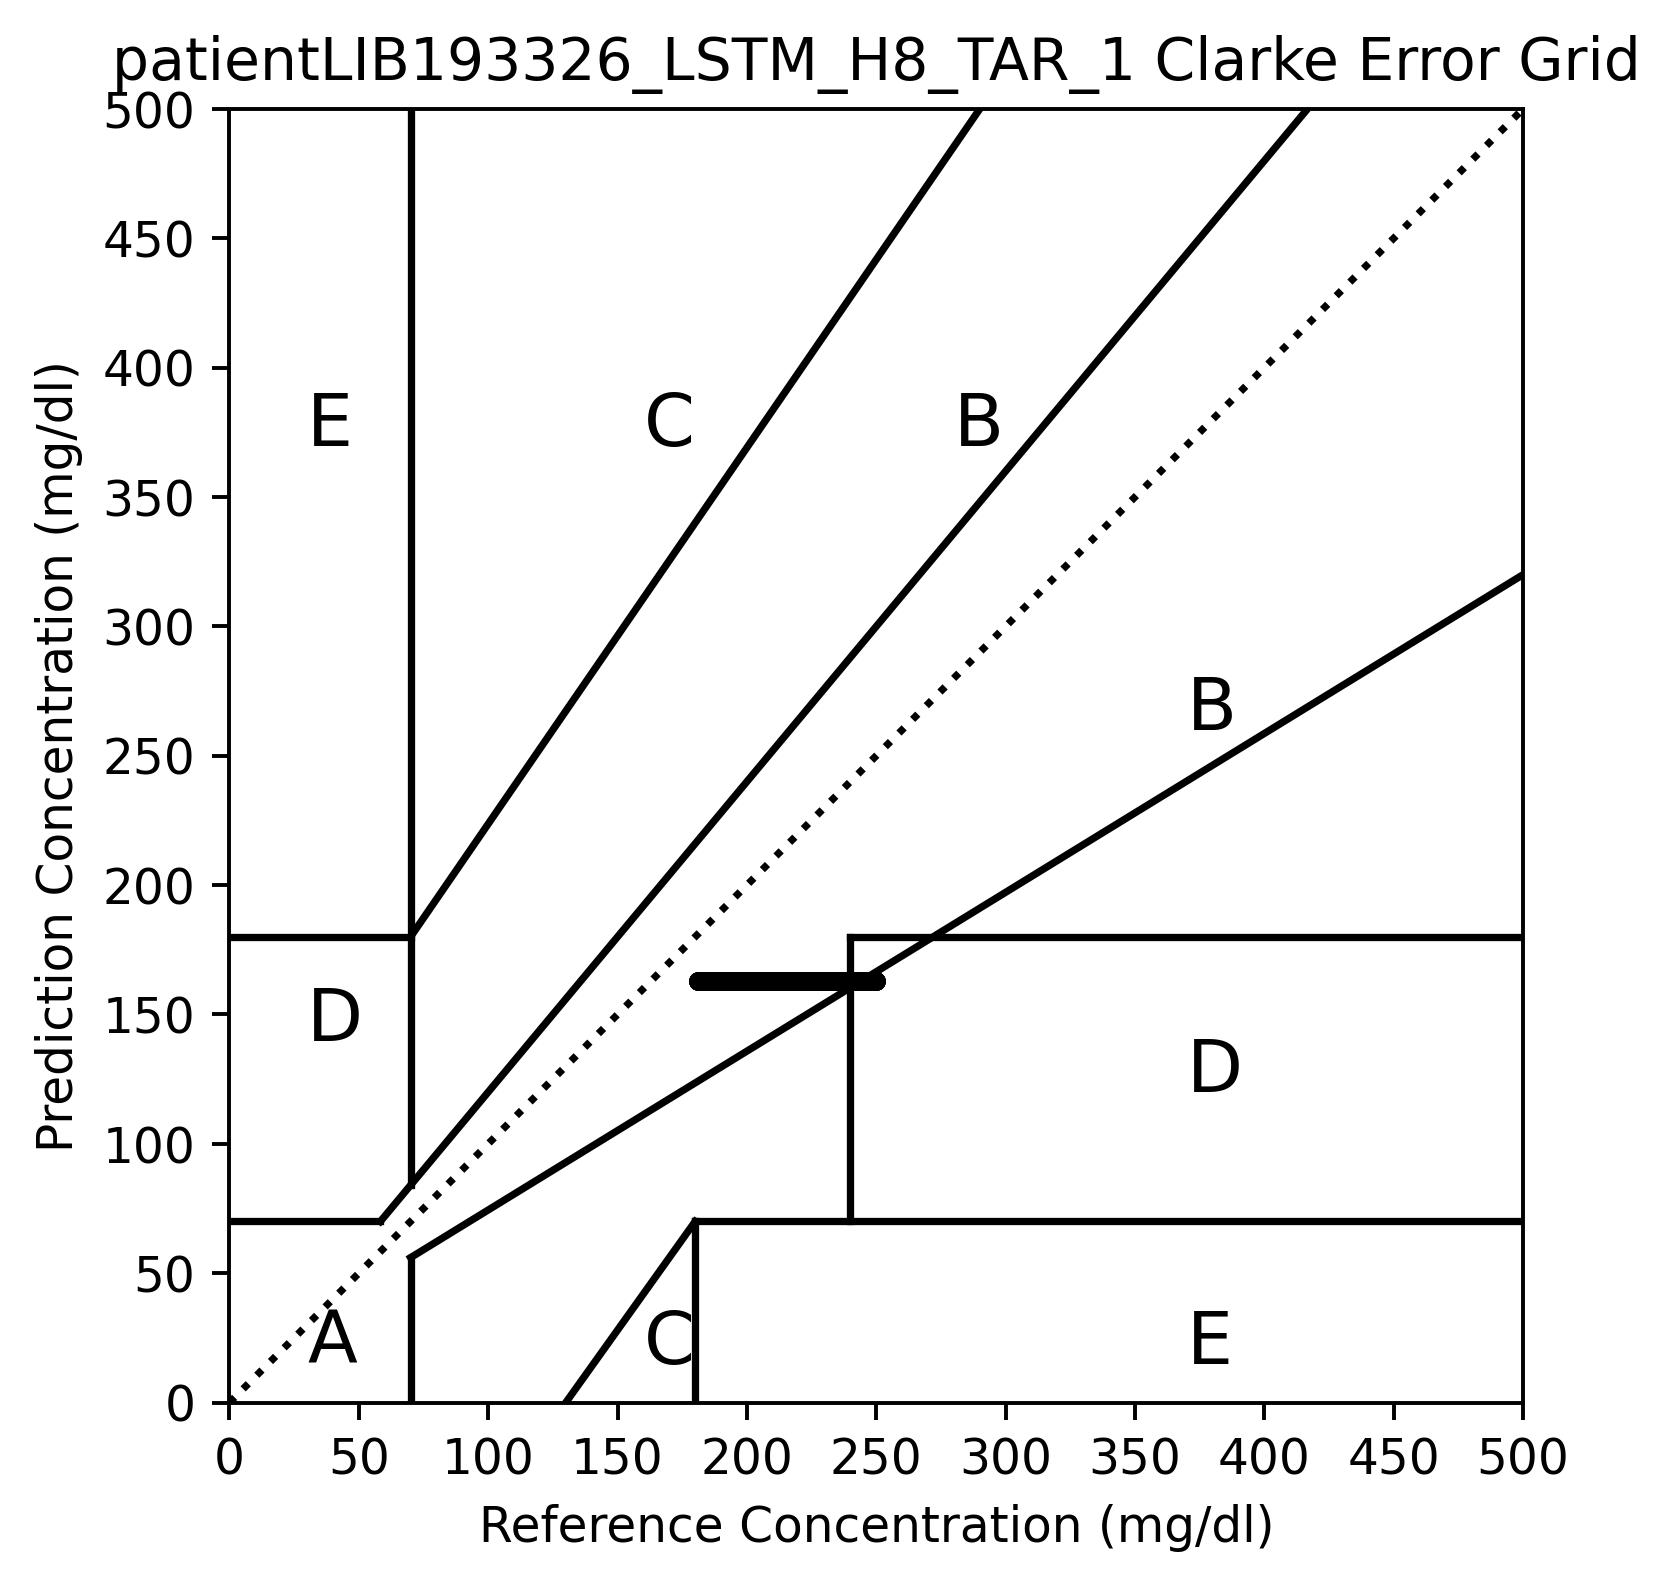 patientLIB193326_LSTM_H8_TAR_1 Clarke Error Grid
500
450
400
350
300
250
200
150
100
50
0
Prediction Concentration (mg/dl)
E
C
B
B
D
D
A
C
E
0 50 100 150 200 250 300 350 400 450 500
Reference Concentration (mg/dl)